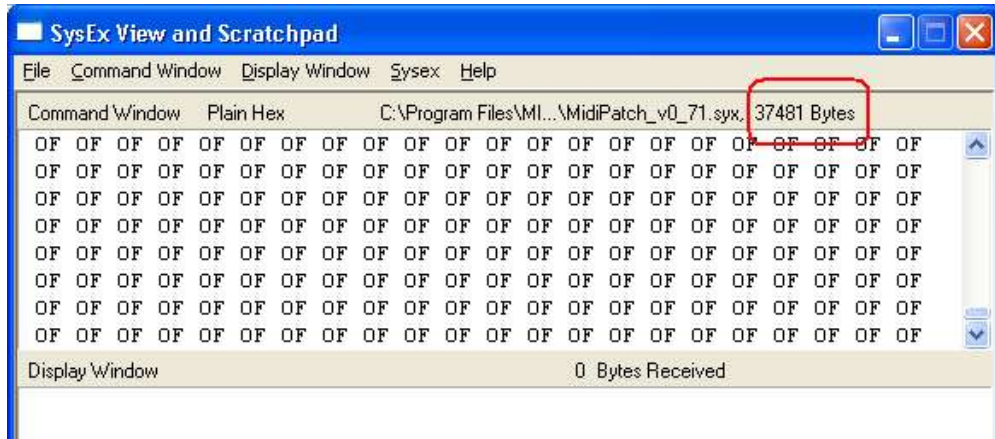 SysEx View and Scratchpad
File Command Window Display Window Sysex Help
Command Window Plain Hex C:\Program Files\MI...\MidiPatch_v0_71.syx, 37481 Bytes
0F 0F 0F 0F 0F 0F 0F 0F 0F 0F 0F 0F 0F 0F 0F 0F 0F 0F 0F 0F 0F 0F
0F 0F 0F 0F 0F 0F 0F 0F 0F 0F 0F 0F 0F 0F 0F 0F 0F 0F 0F 0F 0F 0F
0F 0F 0F 0F 0F 0F 0F 0F 0F 0F 0F 0F 0F 0F 0F 0F 0F 0F 0F 0F 0F 0F
0F 0F 0F 0F 0F 0F 0F 0F 0F 0F 0F 0F 0F 0F 0F 0F 0F 0F 0F 0F 0F 0F
0F 0F 0F 0F 0F 0F 0F 0F 0F 0F 0F 0F 0F 0F 0F 0F 0F 0F 0F 0F 0F 0F
0F 0F 0F 0F 0F 0F 0F 0F 0F 0F 0F 0F 0F 0F 0F 0F 0F 0F 0F 0F 0F 0F
0F 0F 0F 0F 0F 0F 0F 0F 0F 0F 0F 0F 0F 0F 0F 0F 0F 0F 0F 0F 0F 0F
0F 0F 0F 0F 0F 0F 0F 0F 0F 0F 0F 0F 0F 0F 0F 0F 0F 0F 0F 0F 0F 0F
Display Window 0 Bytes Received